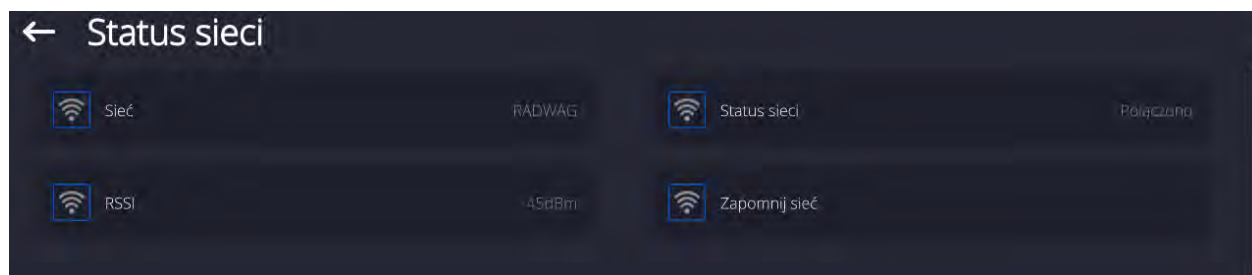 Status sieci
Sieć RADWAG
Status sieci Połączono
RSSI -45dBm
Zapomnij sieć